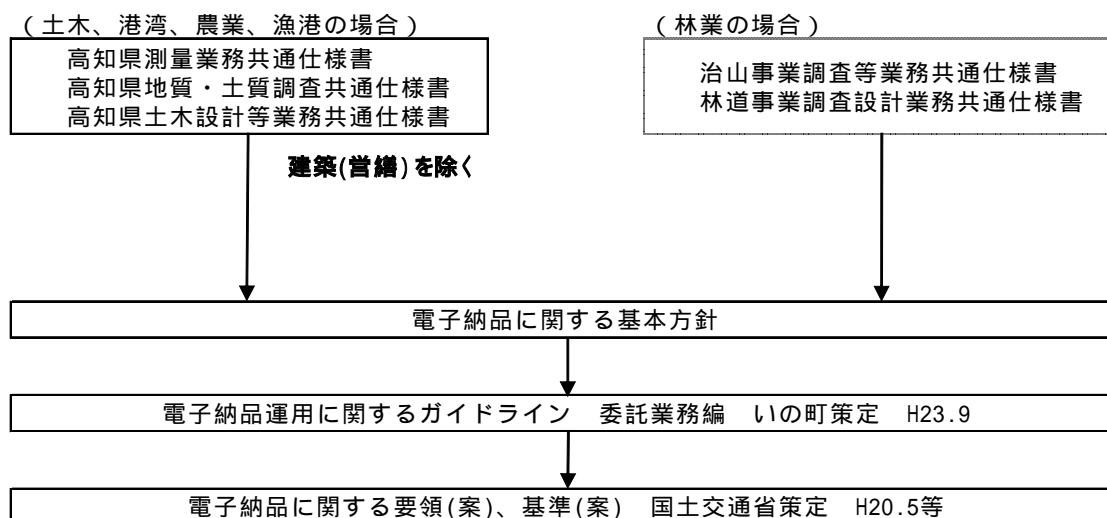 (土木、港湾、農業、漁港の場合)
高知県測量業務共通仕様書
高知県地質・土質調査共通仕様書
高知県土木設計等業務共通仕様書
(林業の場合)
治山事業調査等業務共通仕様書
林道事業調査設計業務共通仕様書
建築(営繕)を除く
電子納品に関する基本方針
電子納品運用に関するガイドライン 委託業務編 いの町策定 H23.9
電子納品に関する要領(案)、基準(案) 国土交通省策定 H20.5等